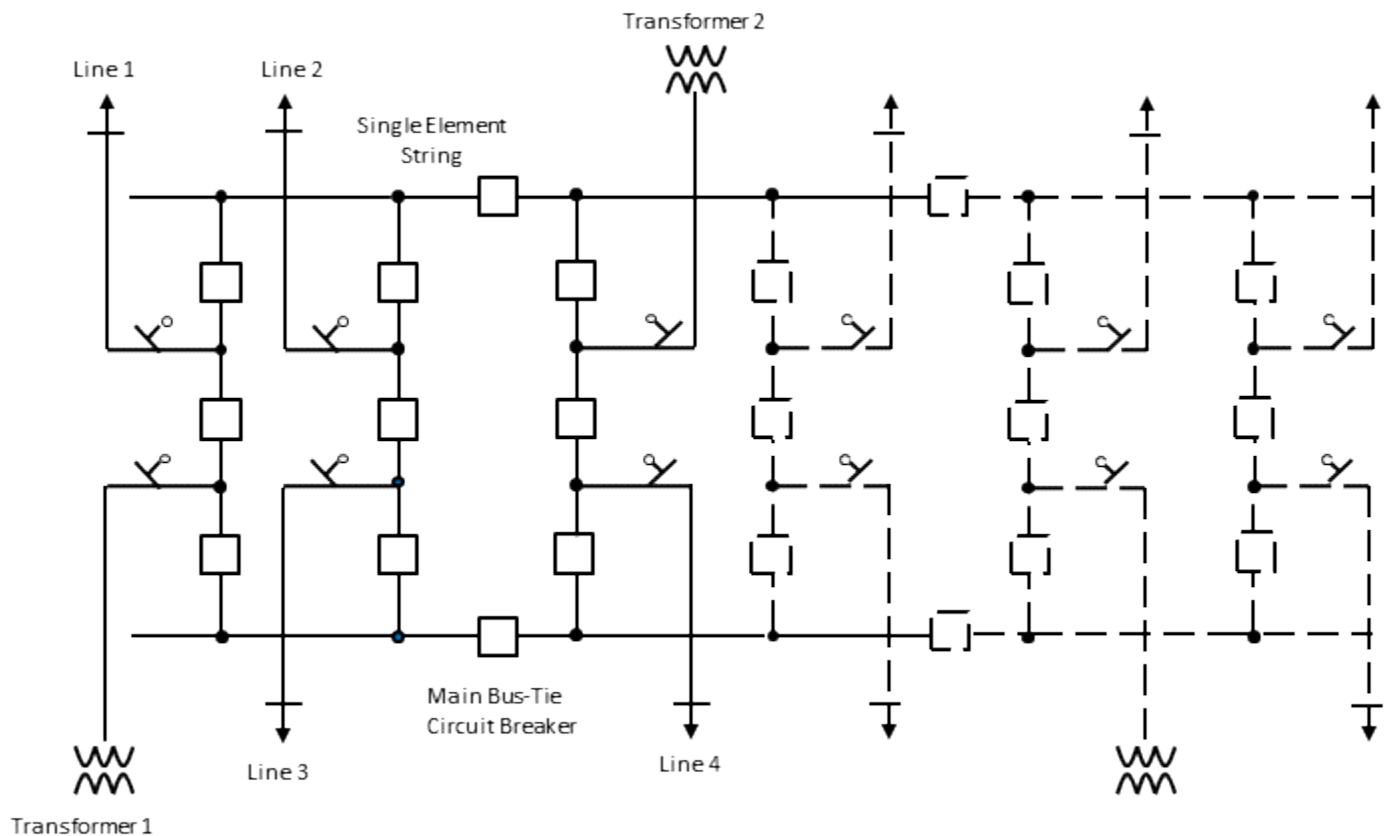 Transformer 2
Line 1
Line 2
Single Element
String
Main Bus-Tie
Circuit Breaker
Line 3
Line 4
Transformer 1